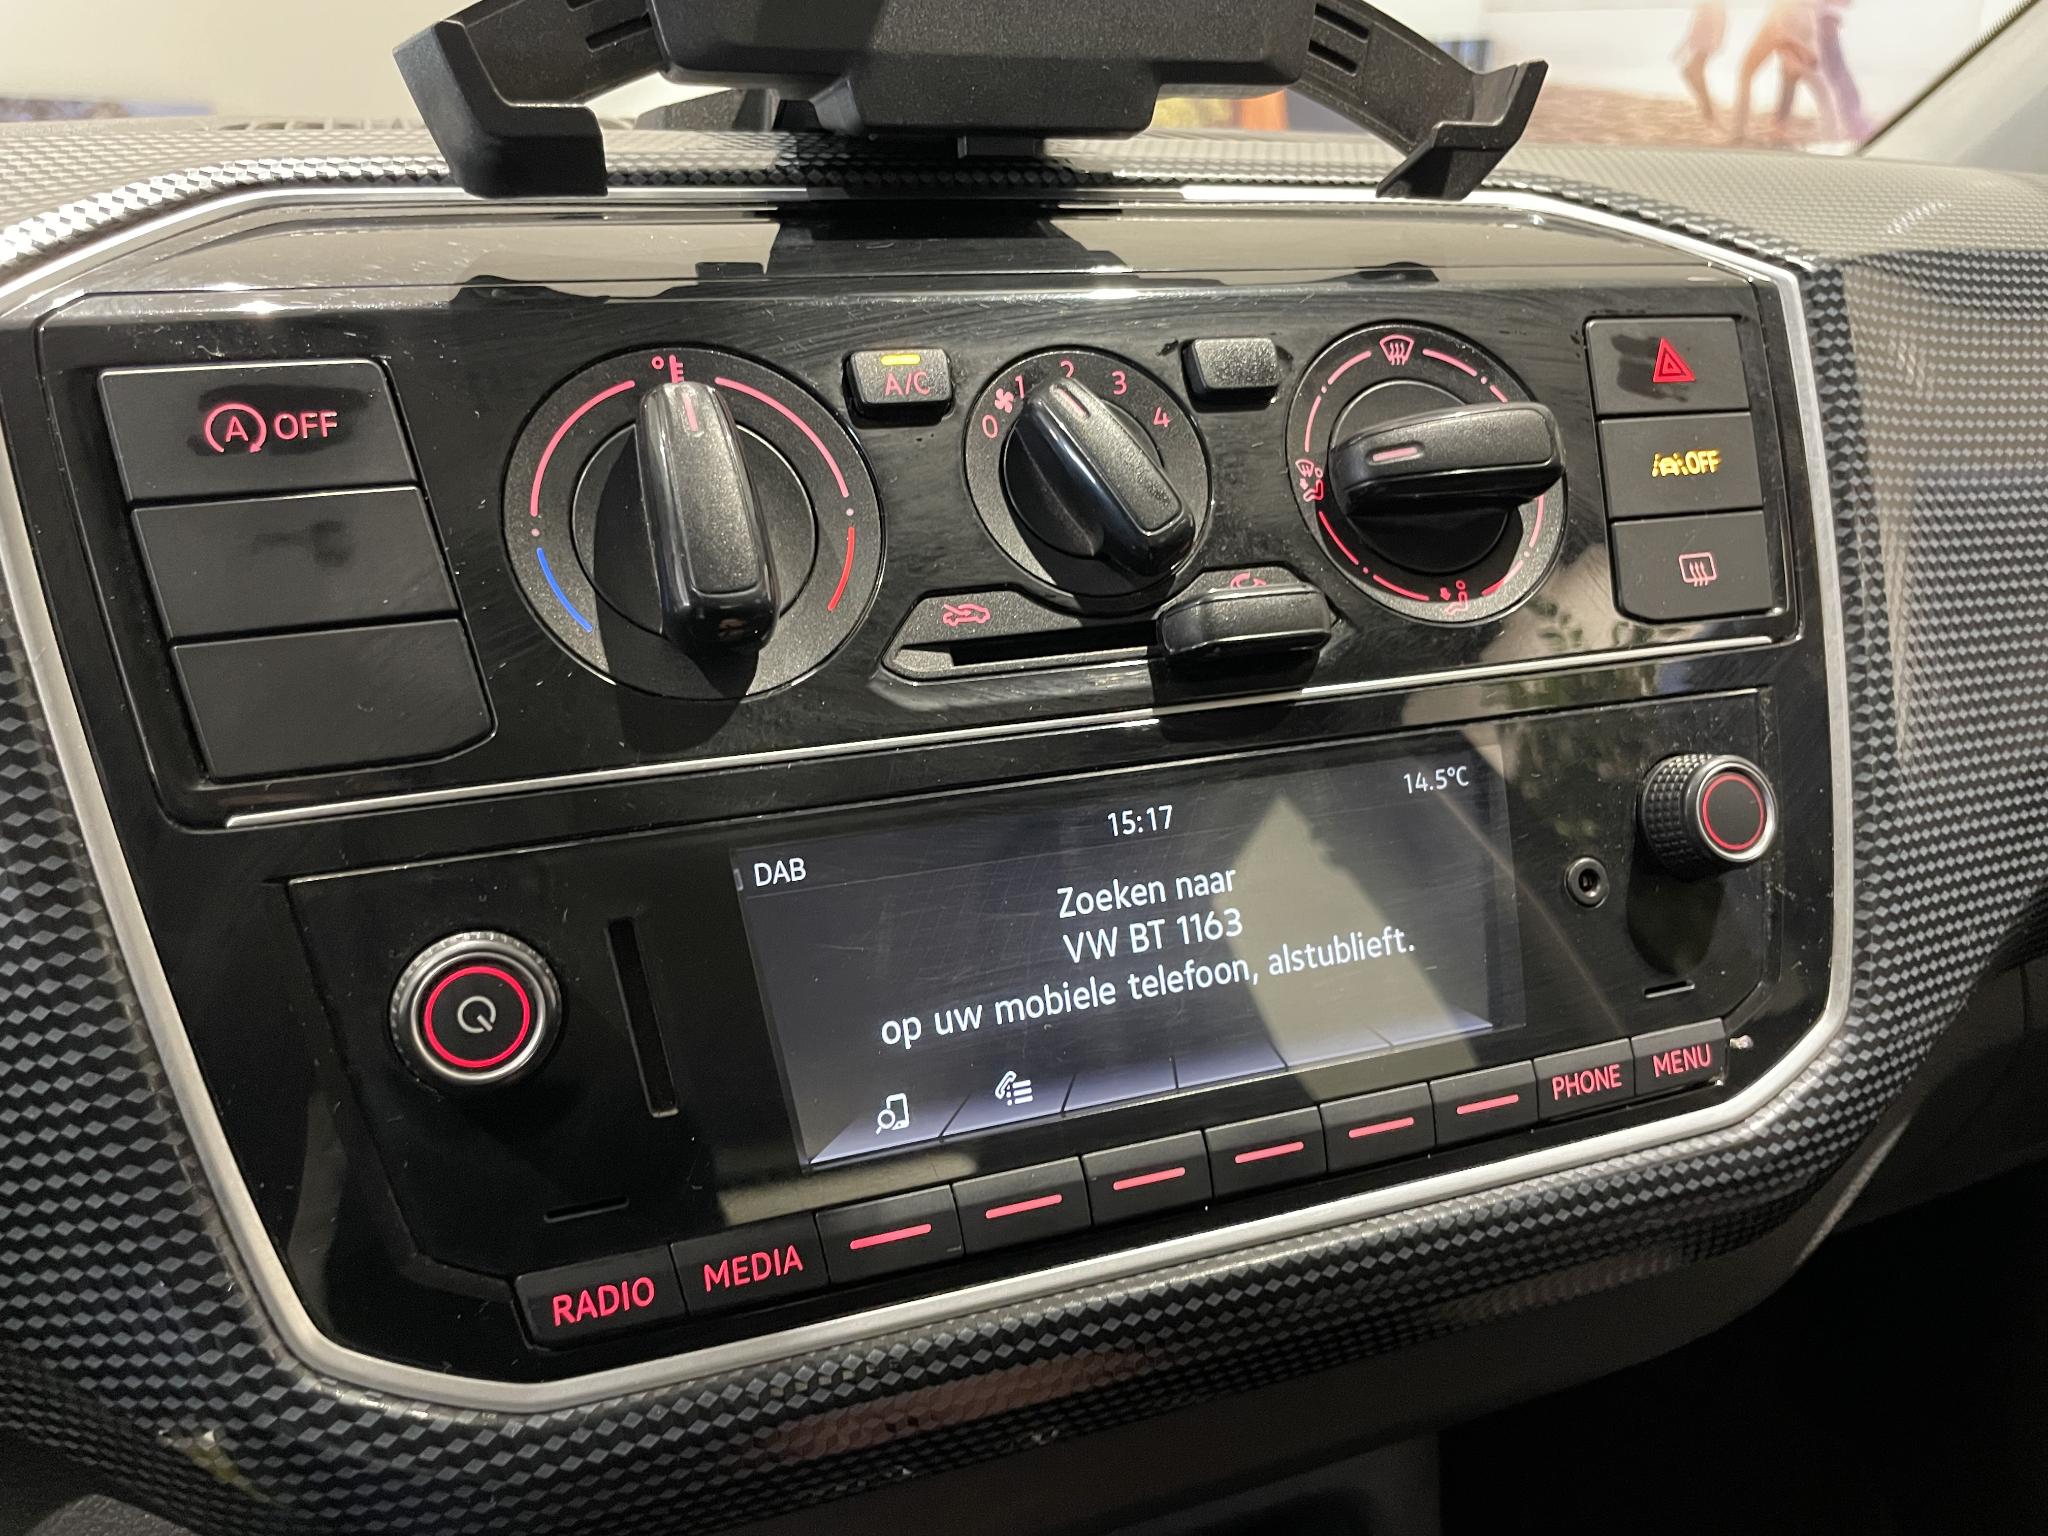 A OFF
A/C
0
1
2
3
4
OFF
15:17
14.5°C
DAB
Zoeken naar
VW BT 1163
op uw mobiele telefoon, alstublieft.
RADIO
MEDIA
PHONE
MENU